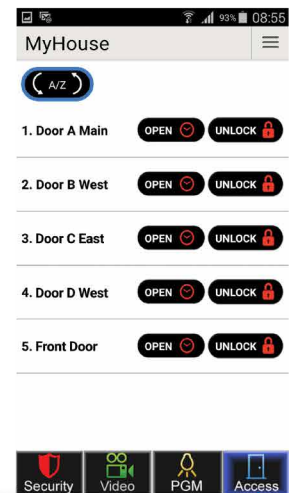 93% 08:55
MyHouse
A/Z
1. Door A Main OPEN UNLOCK
2. Door B West OPEN UNLOCK
3. Door C East OPEN UNLOCK
4. Door D West OPEN UNLOCK
5. Front Door OPEN UNLOCK
Security Video PGM Access